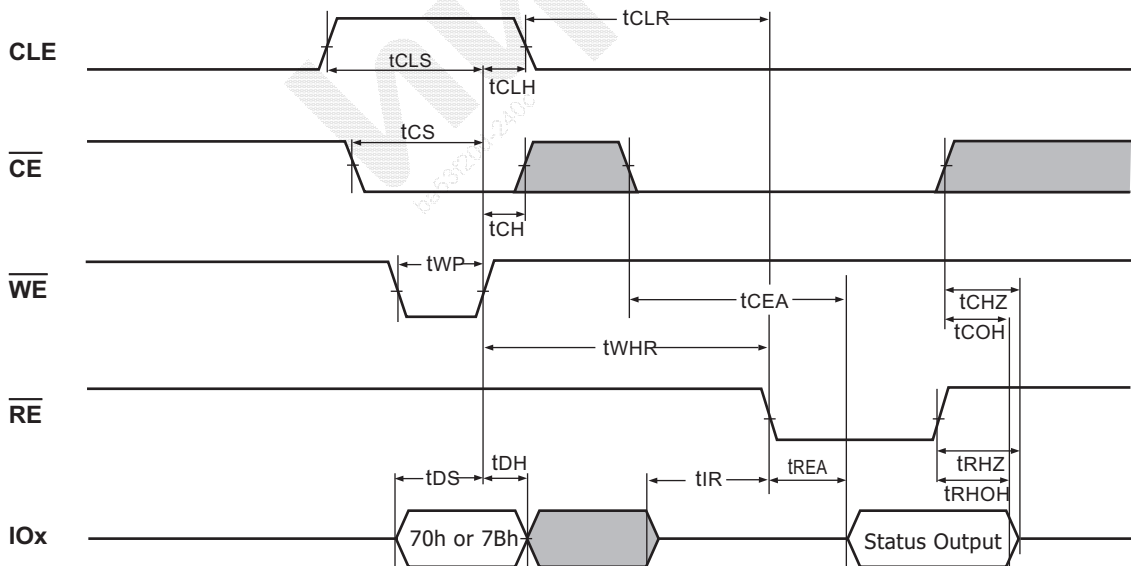 tCLR
CLE
tCLS
tCLH
tCS
CE
tCH
tWP
WE
tCEA
tCHZ
tCOH
tWHR
RE
tDH
tDS
tIR
tREA
tRHZ
tRHOH
IOx
70h or 7Bh
Status Output